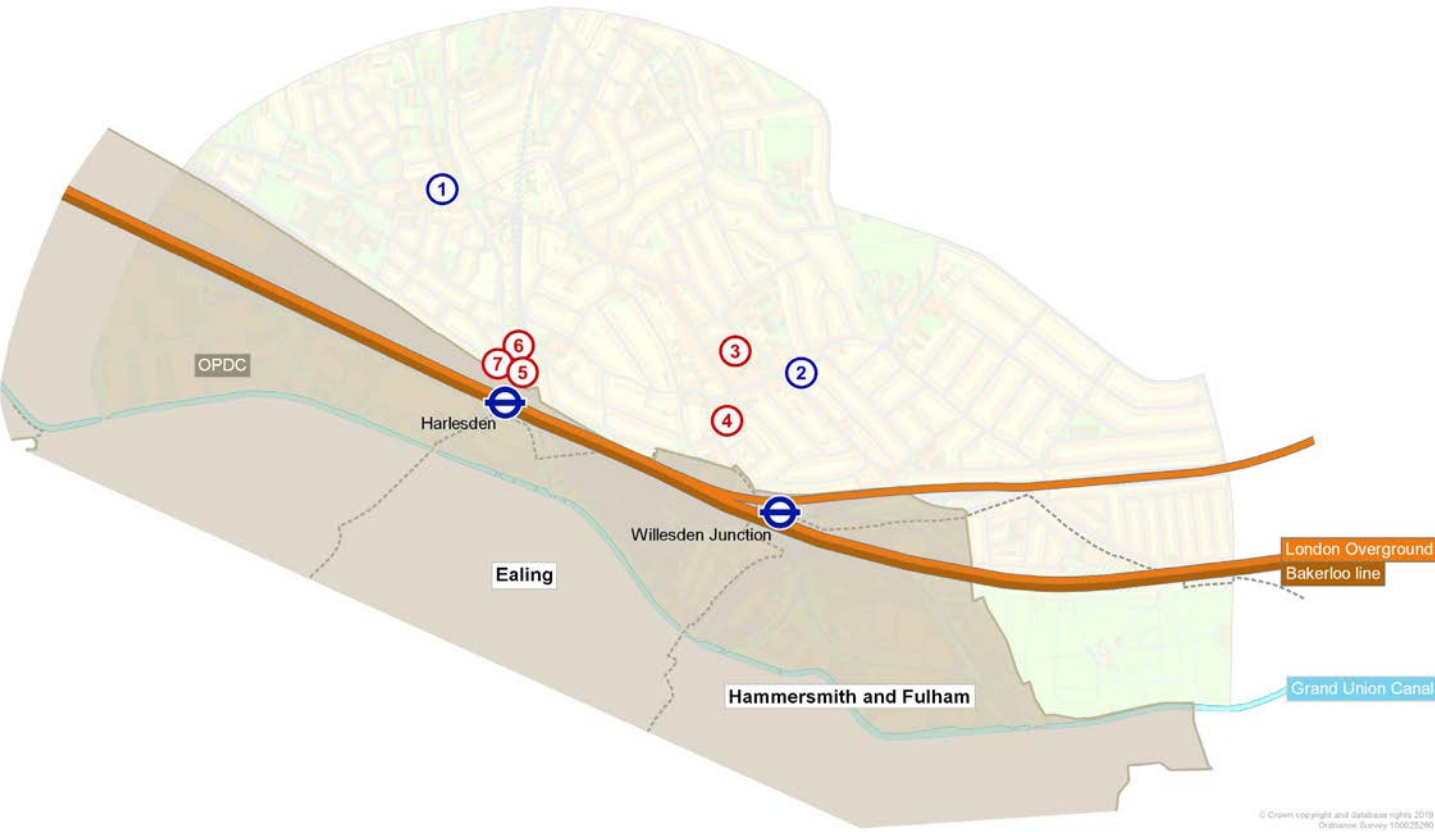 1
6
7
5
3
2
4
OPDC
Harlesden
Willesden Junction
London Overground
Bakerloo line
Ealing
Hammersmith and Fulham
Grand Union Canal
© Crown copyright and database rights 2019
Ordnance Survey 100025260